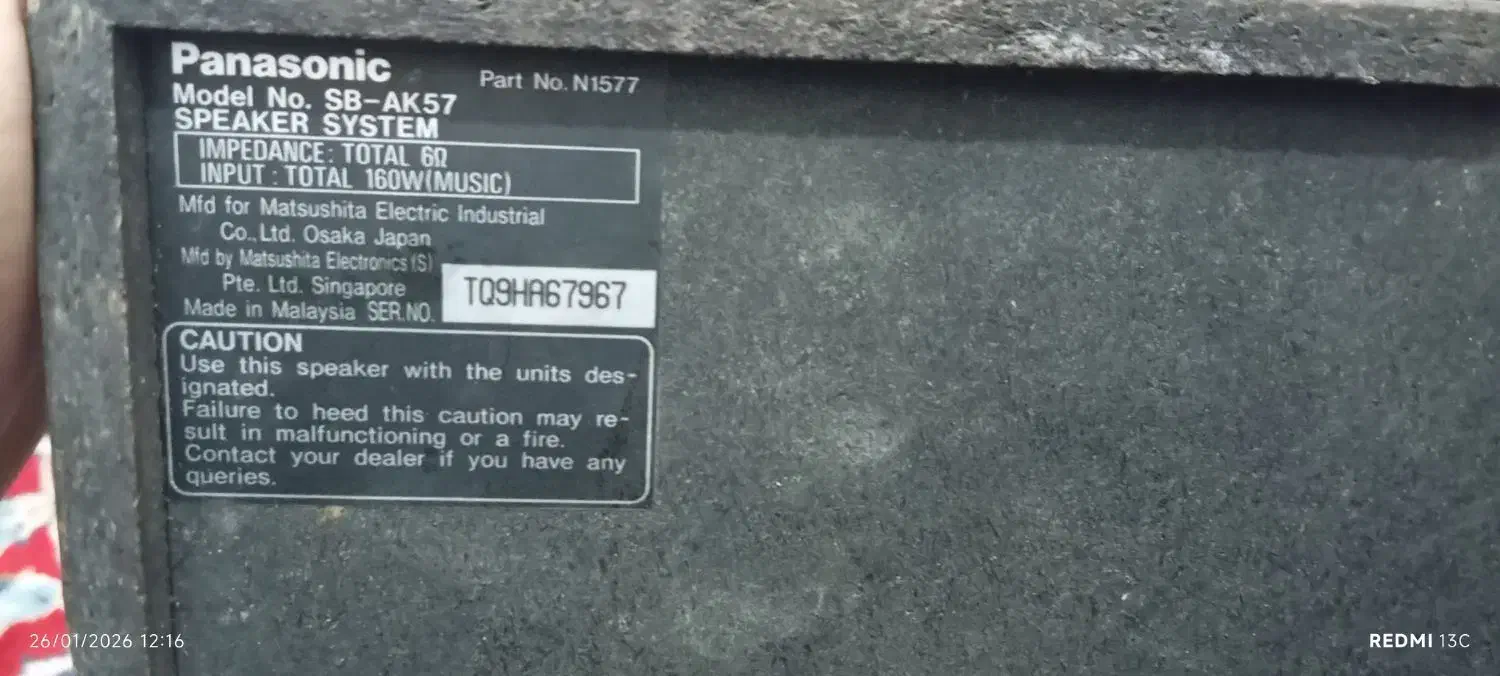 Panasonic
Part No. N1577
Model No. SB-AK57
SPEAKER SYSTEM
IMPEDANCE: TOTAL 6Ω
INPUT : TOTAL 160W(MUSIC)
Mfd for Matsushita Electric Industrial
Co., Ltd. Osaka Japan
Mfd by Matsushita Electronics (S)
Pte. Ltd. Singapore
Made in Malaysia SER.NO. TQ9HA67967
CAUTION
Use this speaker with the units des-
ignated.
Failure to heed this caution may re-
sult in malfunctioning or a fire.
Contact your dealer if you have any
queries.
26/01/2026 12:16
REDMI 13C